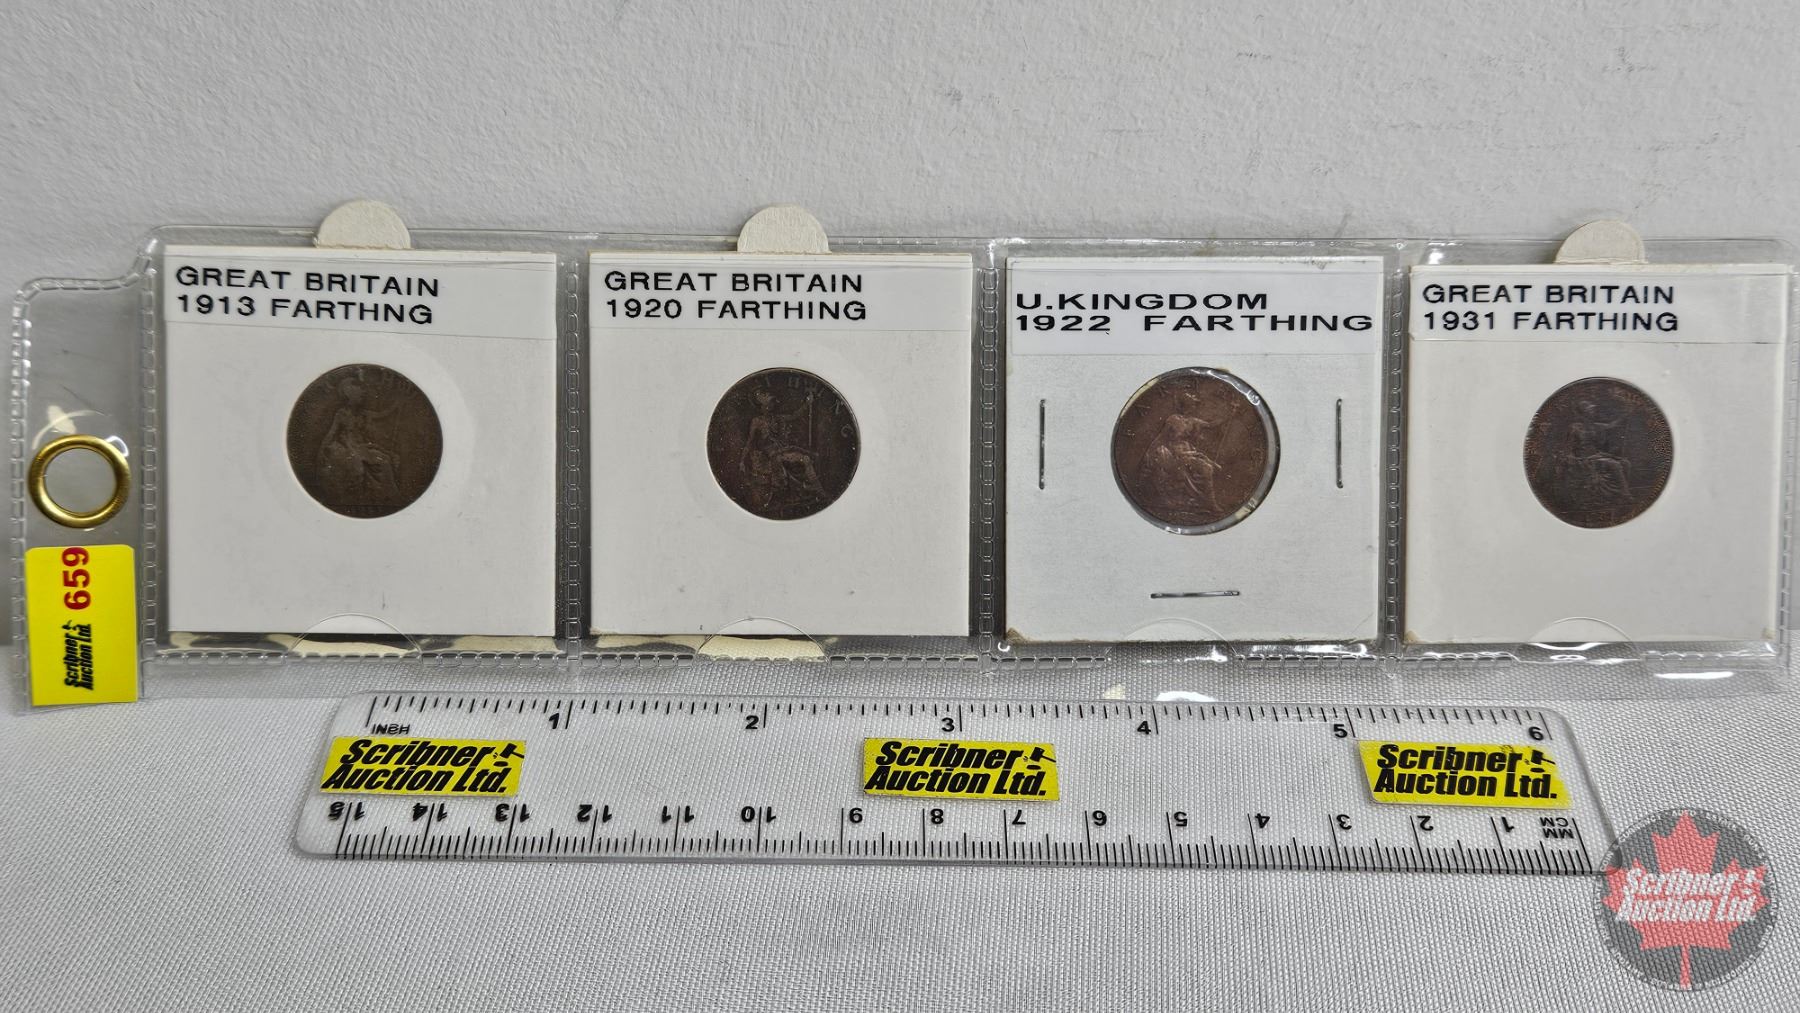 GREAT BRITAIN
1913 FARTHNG
GREAT BRITAIN
1920 FARTHING
U.KINGDOM
1922 FARTHING
GREAT BRITAIN
1931 FARTHING
659
Scribner
Auction Ltd.
INCH
1 2 3 4 5 6
Scribner
Auction Ltd.
Scribner
Auction Ltd.
Scribner
Auction Ltd.
15 14 13 12 11 10 9 8 7 6 5 4 3 2 1
MM
CM
Scribner's
Auction Ltd.